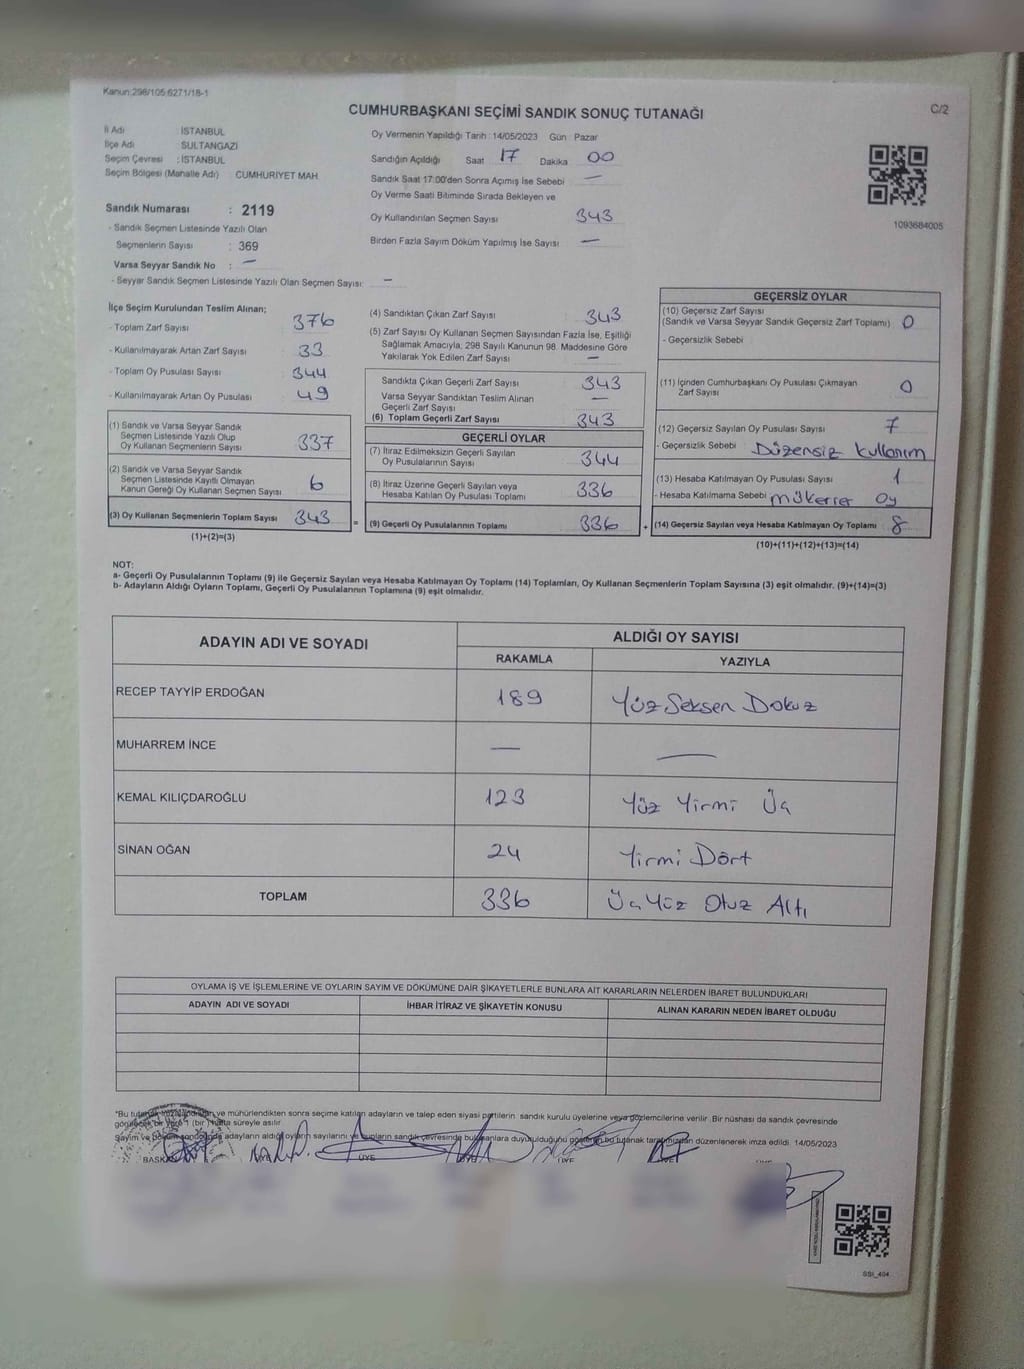 Kanun:298/105 6271/18-1
CUMHURBAŞKANI SEÇİMİ SANDIK SONUÇ TUTANAĞI
C/2
İl Adı İSTANBUL
İlçe Adı SULTANGAZİ
Seçim Çevresi : İSTANBUL
Seçim Bölgesi (Mahalle Adı) CUMHURİYET MAH.
Oy Vermenin Yapıldığı Tarih : 14/05/2023 Gün : Pazar
Sandığın Açıldığı Saat 17 Dakika 00
Sandık Saat 17:00'den Sonra Açımış İse Sebebi —
Oy Verme Saati Bitiminde Sırada Bekleyen ve
Oy Kullandırılan Seçmen Sayısı 343
Birden Fazla Sayım Döküm Yapılmış İse Sayısı —
1093684005
Sandık Numarası : 2119
- Sandık Seçmen Listesinde Yazılı Olan
Seçmenlerin Sayısı : 369
Varsa Seyyar Sandık No : —
- Seyyar Sandık Seçmen Listesinde Yazılı Olan Seçmen Sayısı: —
İlçe Seçim Kurulundan Teslim Alınan;
- Toplam Zarf Sayısı 376
- Kullanılmayarak Artan Zarf Sayısı 33
- Toplam Oy Pusulası Sayısı 344
- Kullanılmayarak Artan Oy Pusulası 49
(1) Sandık ve Varsa Seyyar Sandık
Seçmen Listesinde Yazılı Olup
Oy Kullanan Seçmenlerin Sayısı 337
(2) Sandık ve Varsa Seyyar Sandık
Seçmen Listesinde Kayıtlı Olmayan
Kanun Gereği Oy Kullanan Seçmen Sayısı 6
(3) Oy Kullanan Seçmenlerin Toplam Sayısı 343
(1)+(2)=(3)
=
(4) Sandıktan Çıkan Zarf Sayısı 343
(5) Zarf Sayısı Oy Kullanan Seçmen Sayısından Fazla İse, Eşitliği
Sağlamak Amacıyla, 298 Sayılı Kanunun 98. Maddesine Göre
Yakılarak Yok Edilen Zarf Sayısı —
Sandıkta Çıkan Geçerli Zarf Sayısı 343
Varsa Seyyar Sandıktan Teslim Alınan
Geçerli Zarf Sayısı —
(6) Toplam Geçerli Zarf Sayısı 343
GEÇERLİ OYLAR
(7) İtiraz Edilmeksizin Geçerli Sayılan
Oy Pusulalarının Sayısı 344
(8) İtiraz Üzerine Geçerli Sayılan veya
Hesaba Katılan Oy Pusulası Toplamı 336
(9) Geçerli Oy Pusulalarının Toplamı 336
+
GEÇERSİZ OYLAR
(10) Geçersiz Zarf Sayısı
(Sandık ve Varsa Seyyar Sandık Geçersiz Zarf Toplamı) 0
- Geçersizlik Sebebi
(11) İçinden Cumhurbaşkanı Oy Pusulası Çıkmayan
Zarf Sayısı 0
(12) Geçersiz Sayılan Oy Pusulası Sayısı 7
- Geçersizlik Sebebi Düzensiz kullanım
(13) Hesaba Katılmayan Oy Pusulası Sayısı 1
- Hesaba Katılmama Sebebi mükerrer oy
(14) Geçersiz Sayılan veya Hesaba Katılmayan Oy Toplamı 8
(10)+(11)+(12)+(13)=(14)
NOT:
a- Geçerli Oy Pusulalarının Toplamı (9) ile Geçersiz Sayılan veya Hesaba Katılmayan Oy Toplamı (14) Toplamları, Oy Kullanan Seçmenlerin Toplam Sayısına (3) eşit olmalıdır. (9)+(14)=(3)
b- Adayların Aldığı Oyların Toplamı, Geçerli Oy Pusulalarının Toplamına (9) eşit olmalıdır.
ADAYIN ADI VE SOYADI ALDIĞI OY SAYISI
RAKAMLA YAZIYLA
RECEP TAYYİP ERDOĞAN 189 Yüz Seksen Dokuz
MUHARREM İNCE — —
KEMAL KILIÇDAROĞLU 123 Yüz Yirmi Üç
SİNAN OĞAN 24 Yirmi Dört
TOPLAM 336 Üç Yüz Otuz Altı
OYLAMA İŞ VE İŞLEMLERİNE VE OYLARIN SAYIM VE DÖKÜMÜNE DAİR ŞİKAYETLERLE BUNLARA AİT KARARLARIN NELERDEN İBARET BULUNDUKLARI
ADAYIN ADI VE SOYADI İHBAR İTİRAZ VE ŞİKAYETİN KONUSU ALINAN KARARIN NEDEN İBARET OLDUĞU
*Bu ve mühürlendikten sonra seçime katılan adayların ve talep eden siyasi partilerin sandık kurulu üyelerine veya gözlemcilerine verilir. Bir nüshası da sandık çevresinde
1 (bir) hafta süreyle asılır
Sayım ve adayların aldığı oyların sayılarını ve bunların sandık çevresinde bulunanlara duyurulduğunu bu tutanak düzenlenerek imza edildi. 14/05/2023
BAŞKAN ÜYE ÜYE ÜYE ÜYE ÜYE
SSI_494